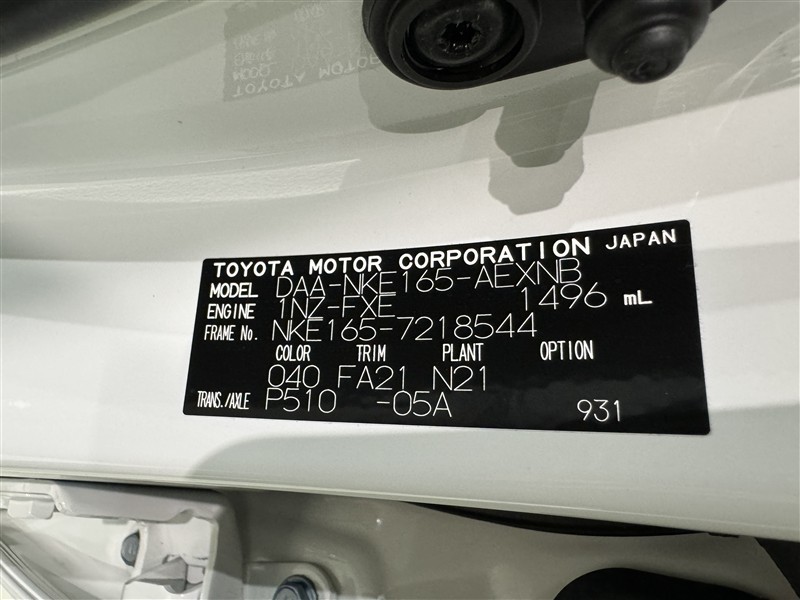 TOYOTA MOTOR CORPORATION JAPAN
MODEL DAA-NKE165-AEXNB
ENGINE 1NZ-FXE 1496 mL
FRAME No. NKE165-7218544
COLOR TRIM PLANT OPTION
040 FA21 N21
TRANS./AXLE P510 -05A 931